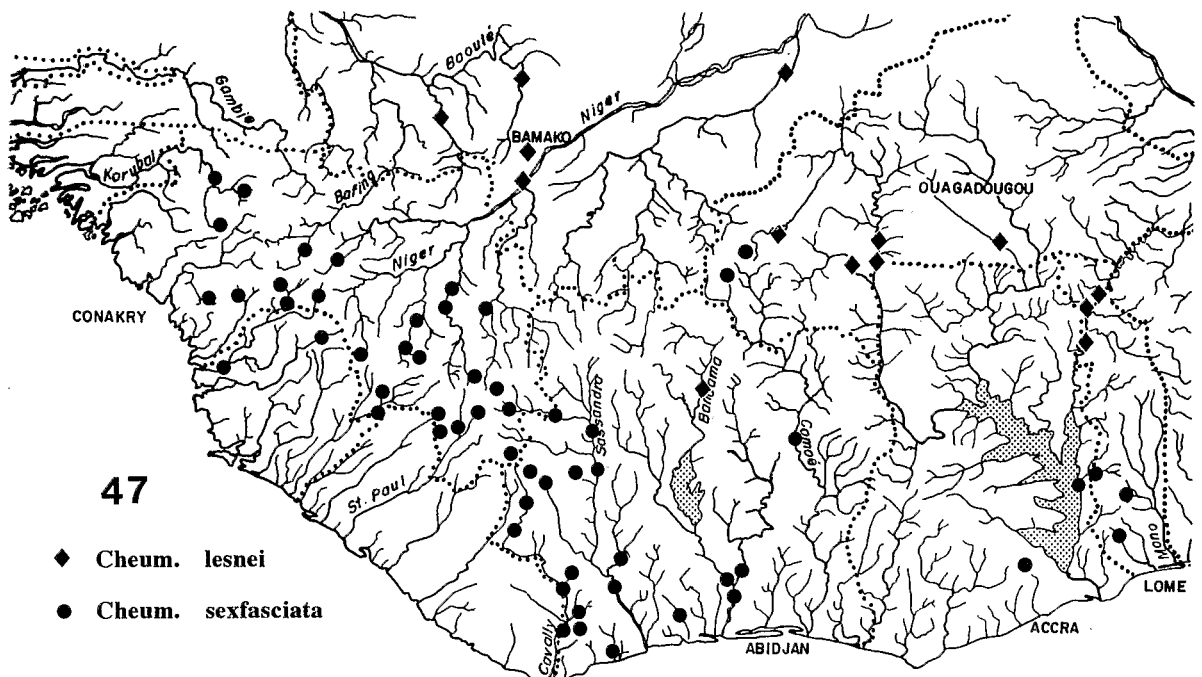 Baoulé
Gambie
Niger
BAMAKO
Korubal
Bafing
OUAGADOUGOU
Niger
CONAKRY
Bandama
Sassandra
Comoé
47
St. Paul
Mono
Cheum. lesnei
LOME
Cheum. sexfasciata
ACCRA
Cavally
ABIDJAN